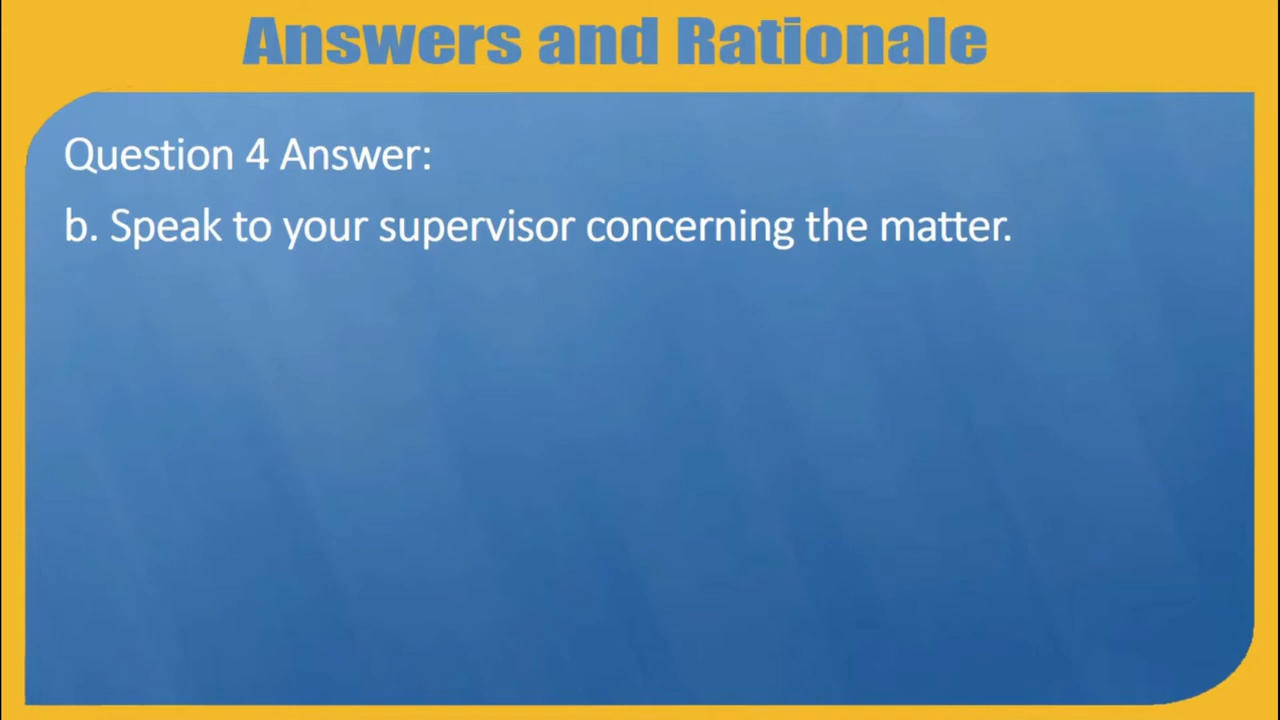 Answers and Rationale
Question 4 Answer:
b. Speak to your supervisor concerning the matter.